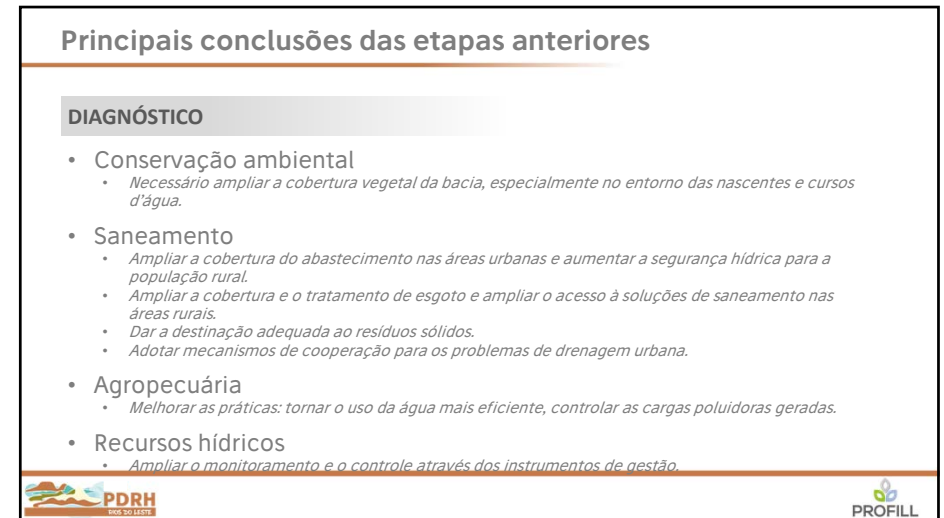 Principais conclusões das etapas anteriores
DIAGNÓSTICO
• Conservação ambiental
• Necessário ampliar a cobertura vegetal da bacia, especialmente no entorno das nascentes e cursos
d'água.
• Saneamento
• Ampliar a cobertura do abastecimento nas áreas urbanas e aumentar a segurança hídrica para a
população rural.
• Ampliar a cobertura e o tratamento de esgoto e ampliar o acesso à soluções de saneamento nas
áreas rurais.
• Dar a destinação adequada ao resíduos sólidos.
• Adotar mecanismos de cooperação para os problemas de drenagem urbana.
• Agropecuária
• Melhorar as práticas: tornar o uso da água mais eficiente, controlar as cargas poluidoras geradas.
• Recursos hídricos
• Ampliar o monitoramento e o controle através dos instrumentos de gestão.
PDRH
RIOS DO LESTE
PROFILL